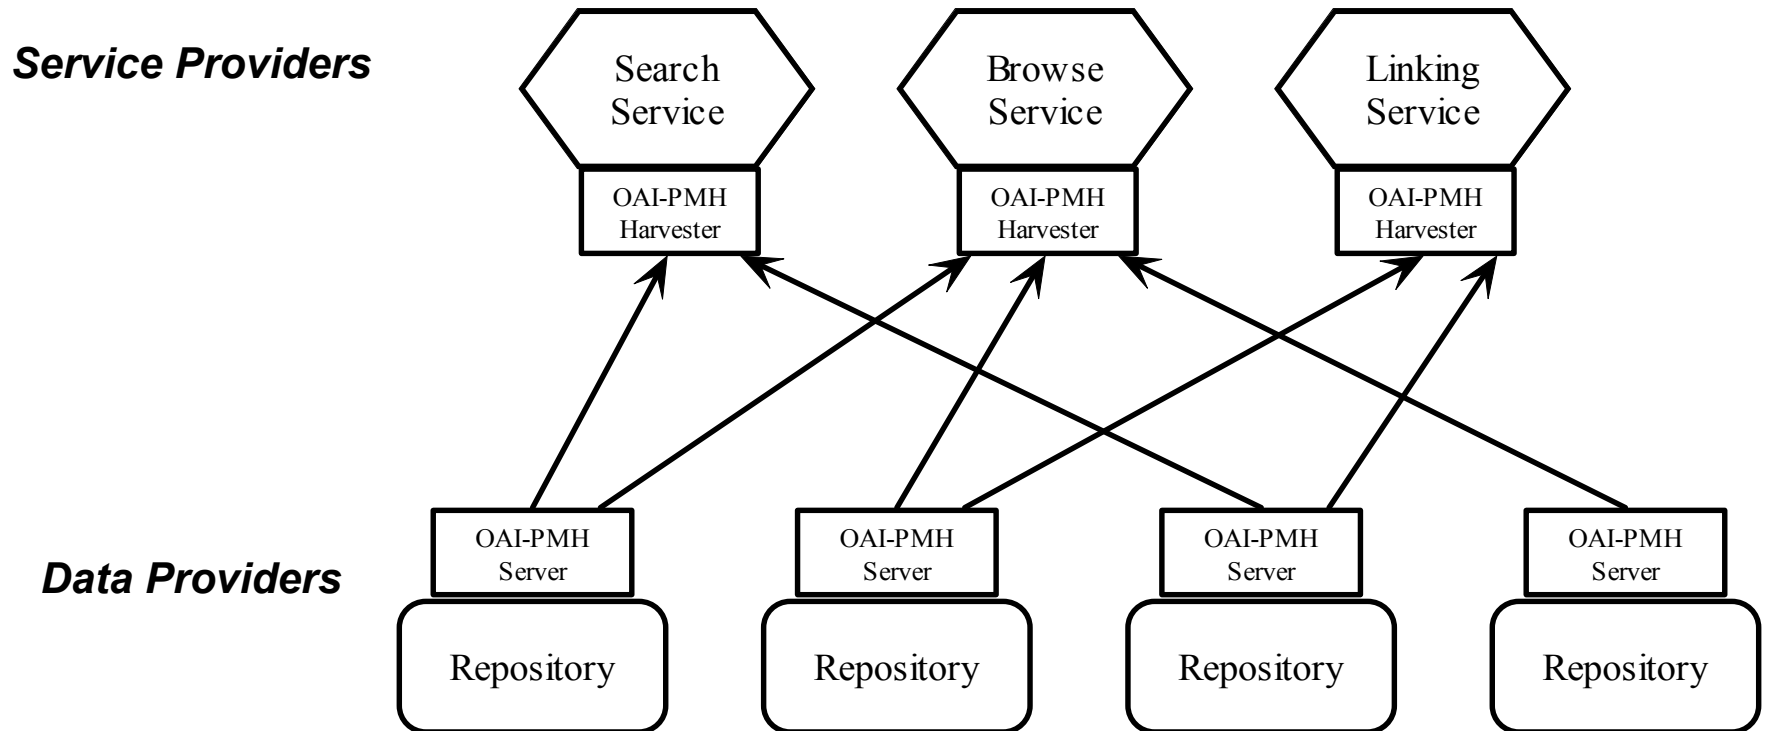 Service Providers
Search
Service
Browse
Service
Linking
Service
OAI-PMH
Harvester
OAI-PMH
Harvester
OAI-PMH
Harvester
Data Providers
OAI-PMH
Server
OAI-PMH
Server
OAI-PMH
Server
OAI-PMH
Server
Repository
Repository
Repository
Repository